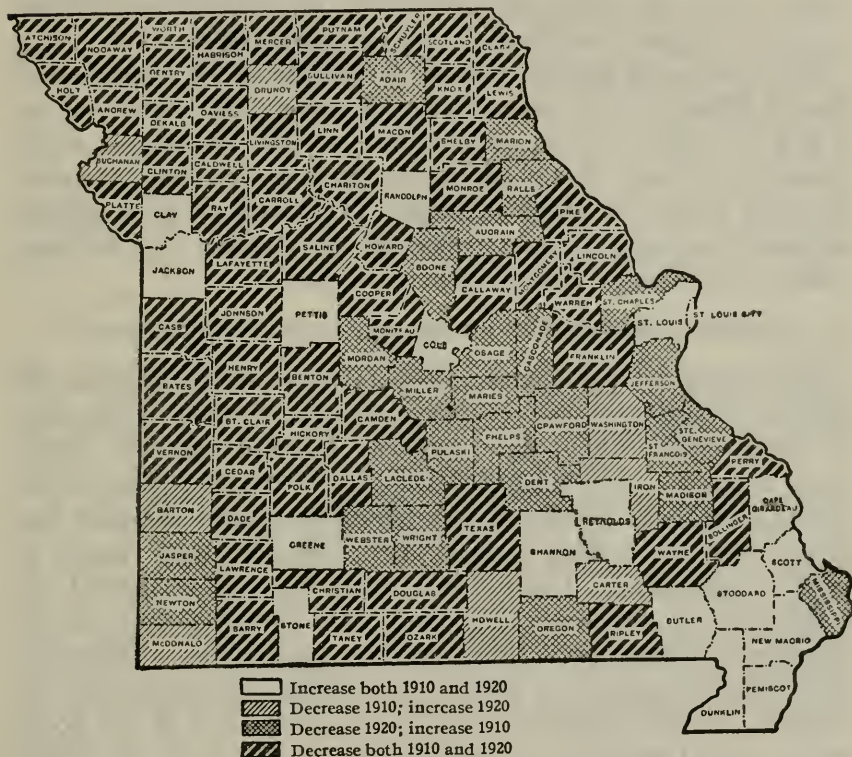 ATCHISON
NODAWAY
WORTH
HARRISON
MERCER
PUTNAM
SCHUYLER
SCOTLAND
CLARK
GENTRY
GRUNDY
SULLIVAN
ADAIR
KNOX
LEWIS
HOLT
ANDREW
DEKALB
DAVIESS
LINN
MACON
SHELBY
MARION
LIVINGSTON
BUCHANAN
CLINTON
CALDWELL
CHARITON
RANDOLPH
MONROE
RALLS
PLATTE
CLAY
RAY
CARROLL
PIKE
AUDRAIN
SALINE
HOWARD
BOONE
JACKSON
LAFAYETTE
CALLAWAY
MONTGOMERY
LINCOLN
COOPER
WARREN
ST. CHARLES
JOHNSON
PETTIS
CASS
MONITEAU
COLE
OSAGE
GASCONADE
ST. LOUIS
ST. LOUIS CITY
FRANKLIN
MORGAN
HENRY
BENTON
MILLER
MARIES
JEFFERSON
BATES
ST. CLAIR
CAMDEN
HICKORY
PHELPS
CRAWFORD
WASHINGTON
STE. GENEVIEVE
PULASKI
ST. FRANCOIS
VERNON
CEDAR
POLK
DALLAS
LACLEDE
DENT
IRON
PERRY
MADISON
BARTON
DADE
TEXAS
REYNOLDS
CAPE
GIRARDEAU
BOLLINGER
GREENE
WEBSTER
WRIGHT
SHANNON
WAYNE
JASPER
LAWRENCE
SCOTT
NEWTON
CHRISTIAN
DOUGLAS
CARTER
STODDARD
MISSISSIPPI
HOWELL
BARRY
STONE
TANEY
OZARK
OREGON
RIPLEY
BUTLER
NEW MADRID
McDONALD
PEMISCOT
DUNKLIN
Increase both 1910 and 1920
Decrease 1910; increase 1920
Decrease 1920; increase 1910
Decrease both 1910 and 1920